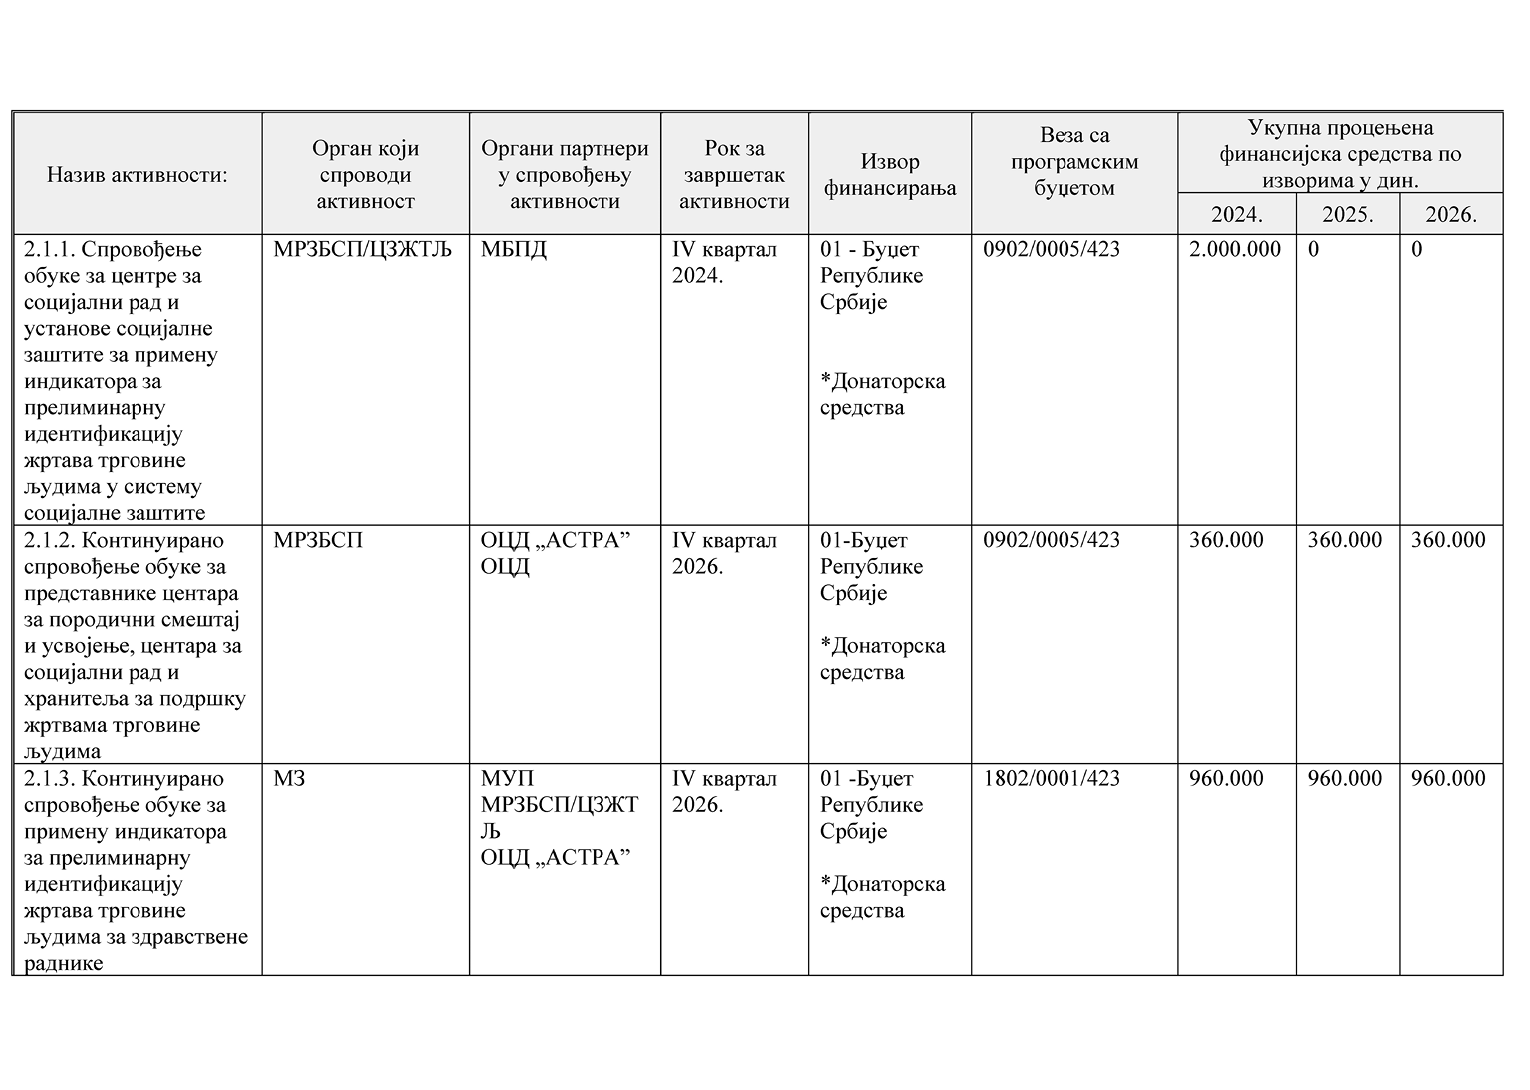 Назив активности:
Орган који
спроводи
активност
Органи партнери
у спровођењу
активности
Рок за
завршетак
активности
Извор
финансирања
Веза са
програмским
буџетом
Укупна процењена
финансијска средства по
изворима у дин.
2024.
2025.
2026.
2.1.1. Спровођење
обуке за центре за
социјални рад и
установе социјалне
заштите за примену
индикатора за
прелиминарну
идентификацију
жртава трговине
људима у систему
социјалне заштите
МРЗБСП/ЦЗЖТЉ
МБПД
IV квартал
2024.
01 - Буџет
Републике
Србије
*Донаторска
средства
0902/0005/423
2.000.000
0
0
2.1.2. Континуирано
спровођење обуке за
представнике центара
за породични смештај
и усвојење, центара за
социјални рад и
хранитеља за подршку
жртвама трговине
људима
МРЗБСП
ОЦД „АСТРА”
ОЦД
IV квартал
2026.
01-Буџет
Републике
Србије
*Донаторска
средства
0902/0005/423
360.000
360.000
360.000
2.1.3. Континуирано
спровођење обуке за
примену индикатора
за прелиминарну
идентификацију
жртава трговине
људима за здравствене
раднике
МЗ
МУП
МРЗБСП/ЦЗЖТ
Љ
ОЦД „АСТРА”
IV квартал
2026.
01 -Буџет
Републике
Србије
*Донаторска
средства
1802/0001/423
960.000
960.000
960.000